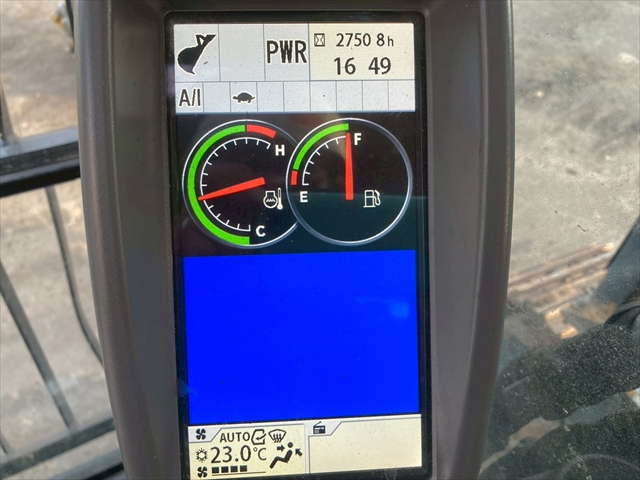 PWR
2750 8h
16 49
A/I
H
C
F
E
AUTO
23.0°C